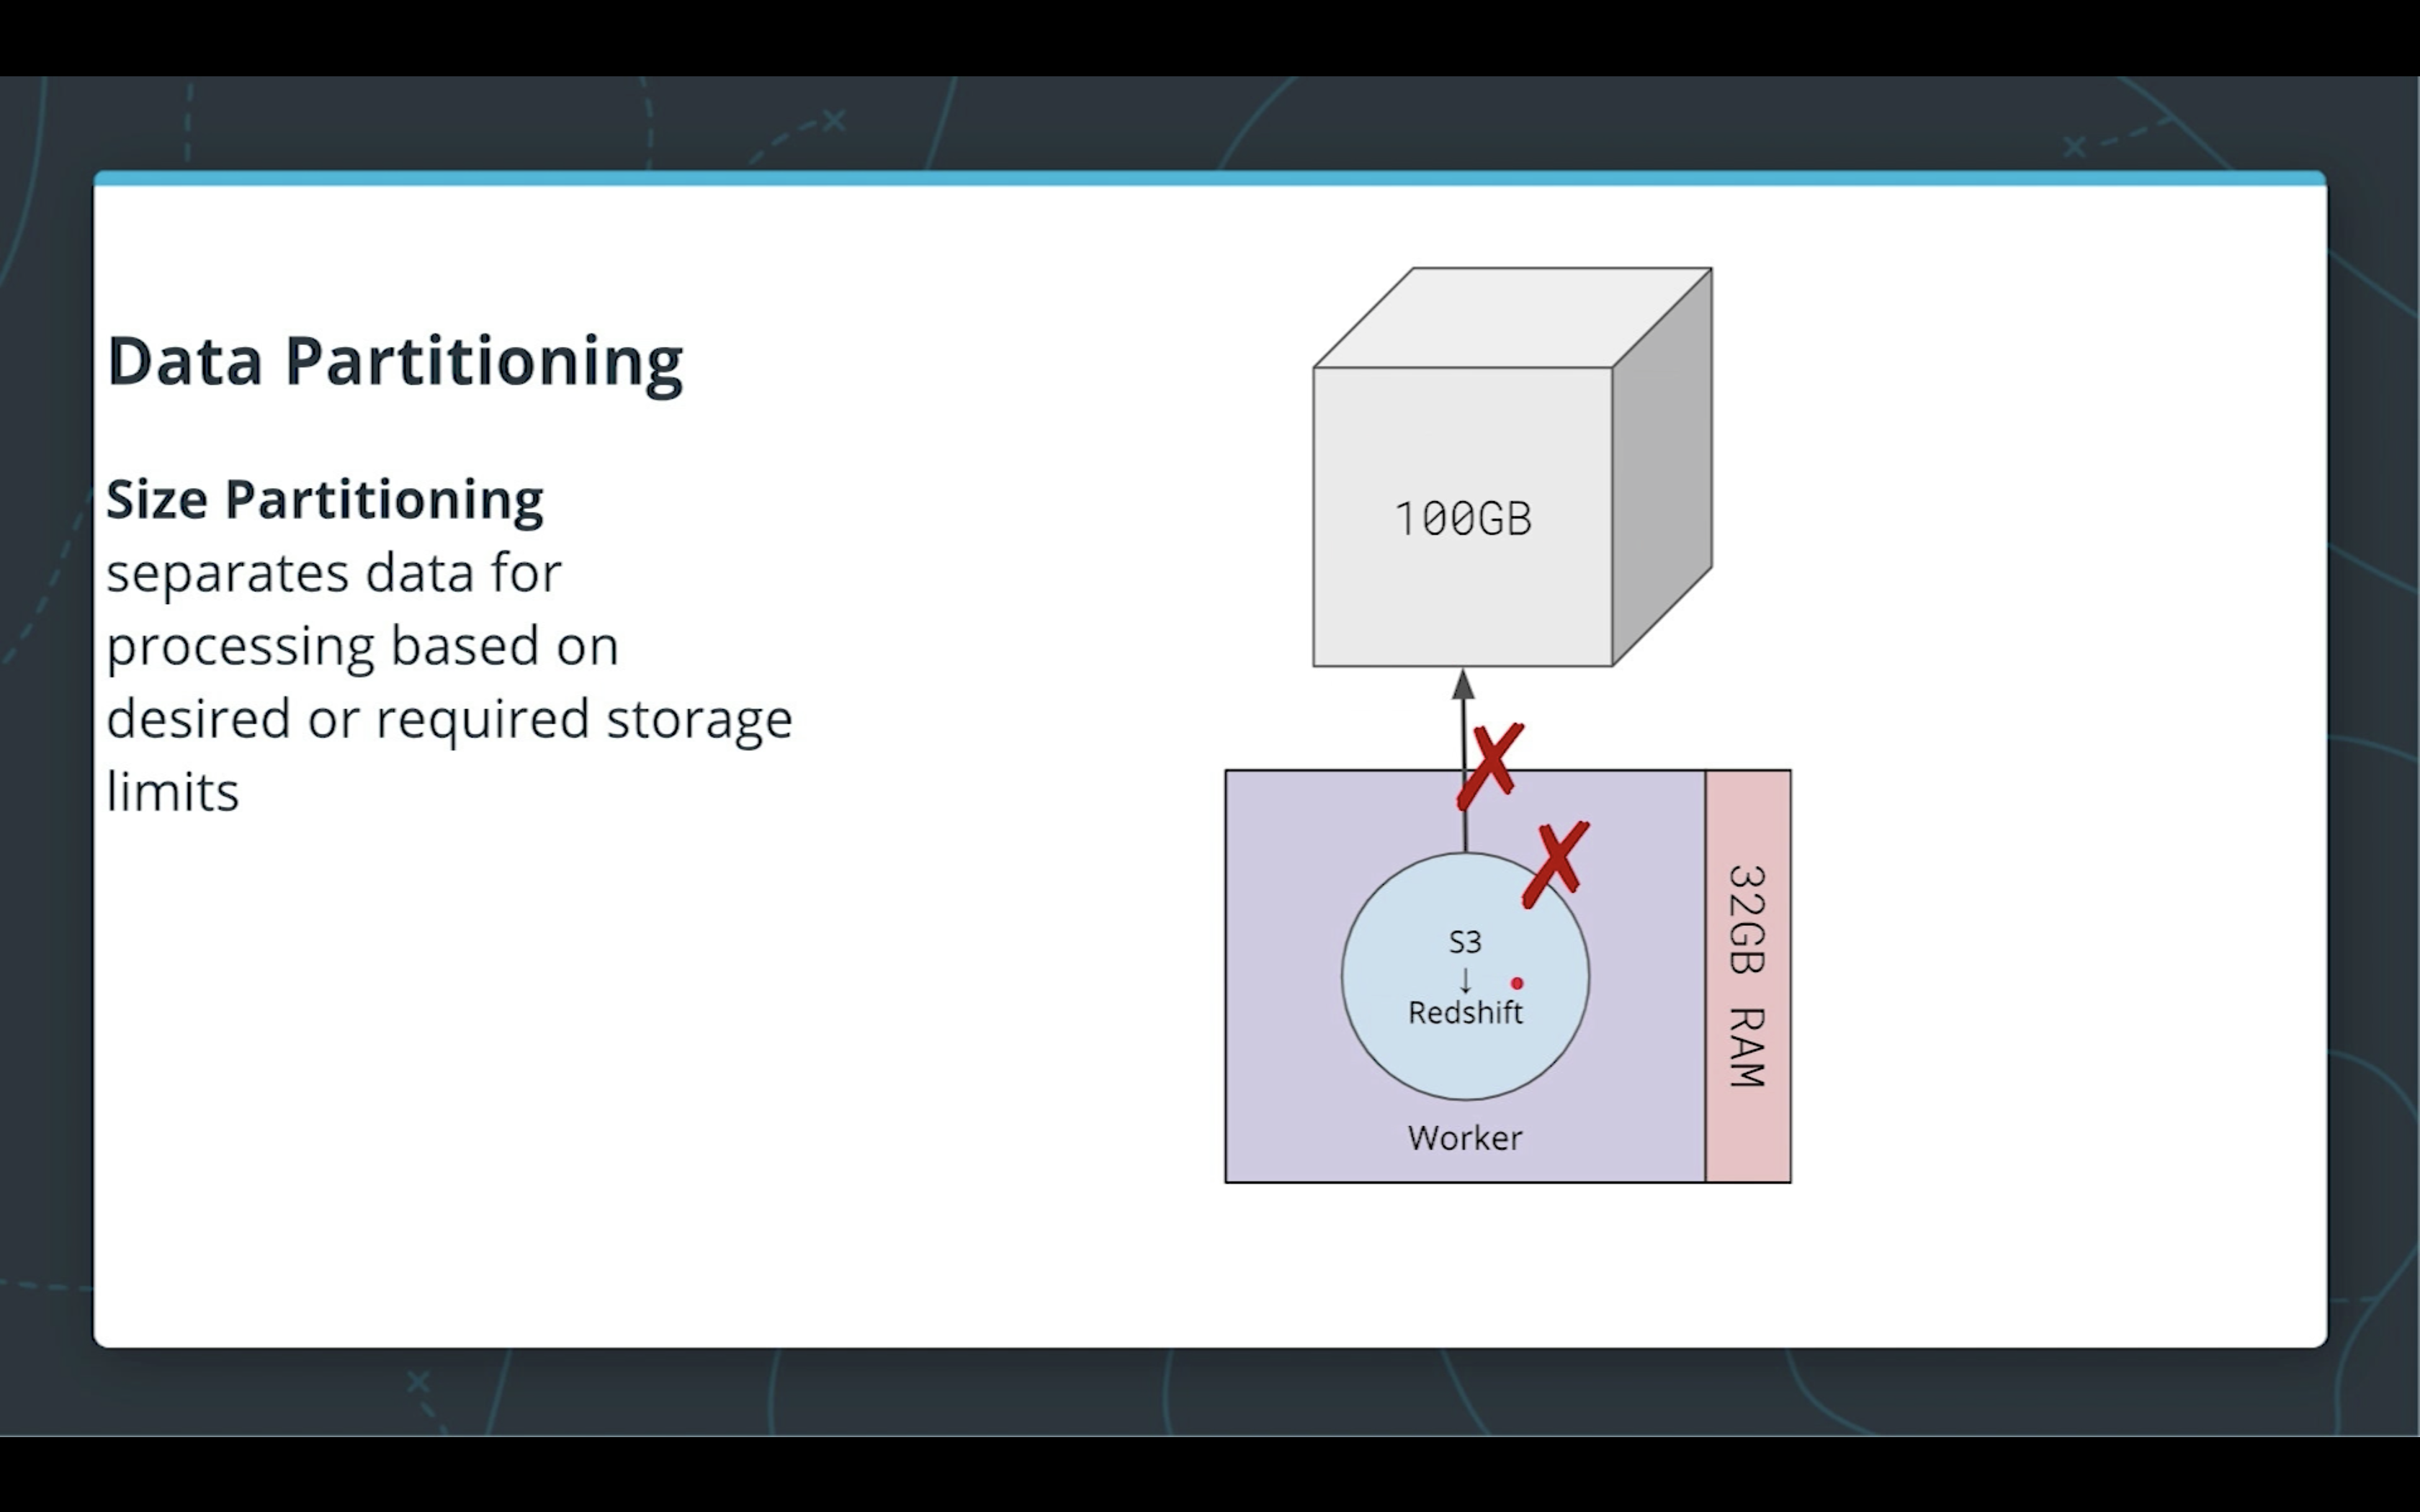 Data Partitioning
Size Partitioning
separates data for
processing based on
desired or required storage
limits
100GB
S3
↓
Redshift
Worker
32GB RAM